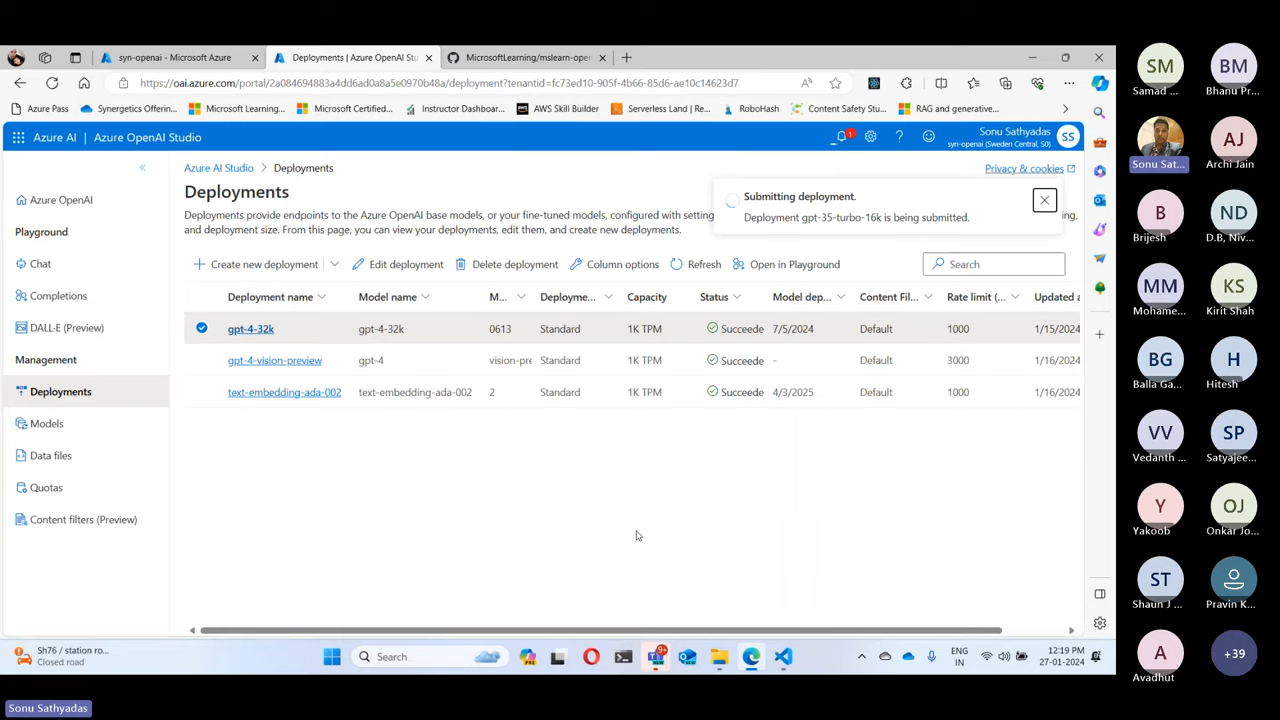 syn-openai - Microsoft Azure
Deployments | Azure OpenAI Stu
MicrosoftLearning/mslearn-oper
https://oai.azure.com/portal/2a084694883a4dd6ad0a8a5e0970b48a/deployment?tenantid=fc73ed10-905f-4b66-85d6-ae10c14623d7
Azure Pass
Synergetics Offering...
Microsoft Learning...
Microsoft Certified...
Instructor Dashboar...
AWS Skill Builder
Serverless Land | Re...
RoboHash
Content Safety Stu...
RAG and generative...
Azure AI | Azure OpenAI Studio
1
Sonu Sathyadas
syn-openai (Sweden Central, S0)
SS
Azure AI Studio > Deployments
Privacy & cookies
Deployments
Deployments provide endpoints to the Azure OpenAI base models, or your fine-tuned models, configured with setting
and deployment size. From this page, you can view your deployments, edit them, and create new deployments.
Submitting deployment.
Deployment gpt-35-turbo-16k is being submitted.
Azure OpenAI
Playground
Chat
Completions
DALL·E (Preview)
Management
Deployments
Models
Data files
Quotas
Content filters (Preview)
Create new deployment
Edit deployment
Delete deployment
Column options
Refresh
Open in Playground
Search
Deployment name Model name M... Deployme... Capacity Status Model dep... Content Fil... Rate limit (... Updated a
gpt-4-32k gpt-4-32k 0613 Standard 1K TPM Succeede 7/5/2024 Default 1000 1/15/2024
gpt-4-vision-preview gpt-4 vision-pre Standard 1K TPM Succeede - Default 3000 1/16/2024
text-embedding-ada-002 text-embedding-ada-002 2 Standard 1K TPM Succeede 4/3/2025 Default 1000 1/16/2024
Sh76 / station ro...
Closed road
Search
PRE
9+
NEW
NEW
ENG
IN
12:19 PM
27-01-2024
Sonu Sathyadas
SM
Samad ...
BM
Bhanu Pr...
Sonu Sat...
AJ
Archi Jain
B
Brijesh
ND
D.B, Niv...
MM
Mohame...
KS
Kirit Shah
BG
Balla Ga...
H
Hitesh
VV
Vedanth ...
SP
Satyajee...
Y
Yakoob
OJ
Onkar Jo...
ST
Shaun J ...
Pravin K...
A
Avadhut
+39